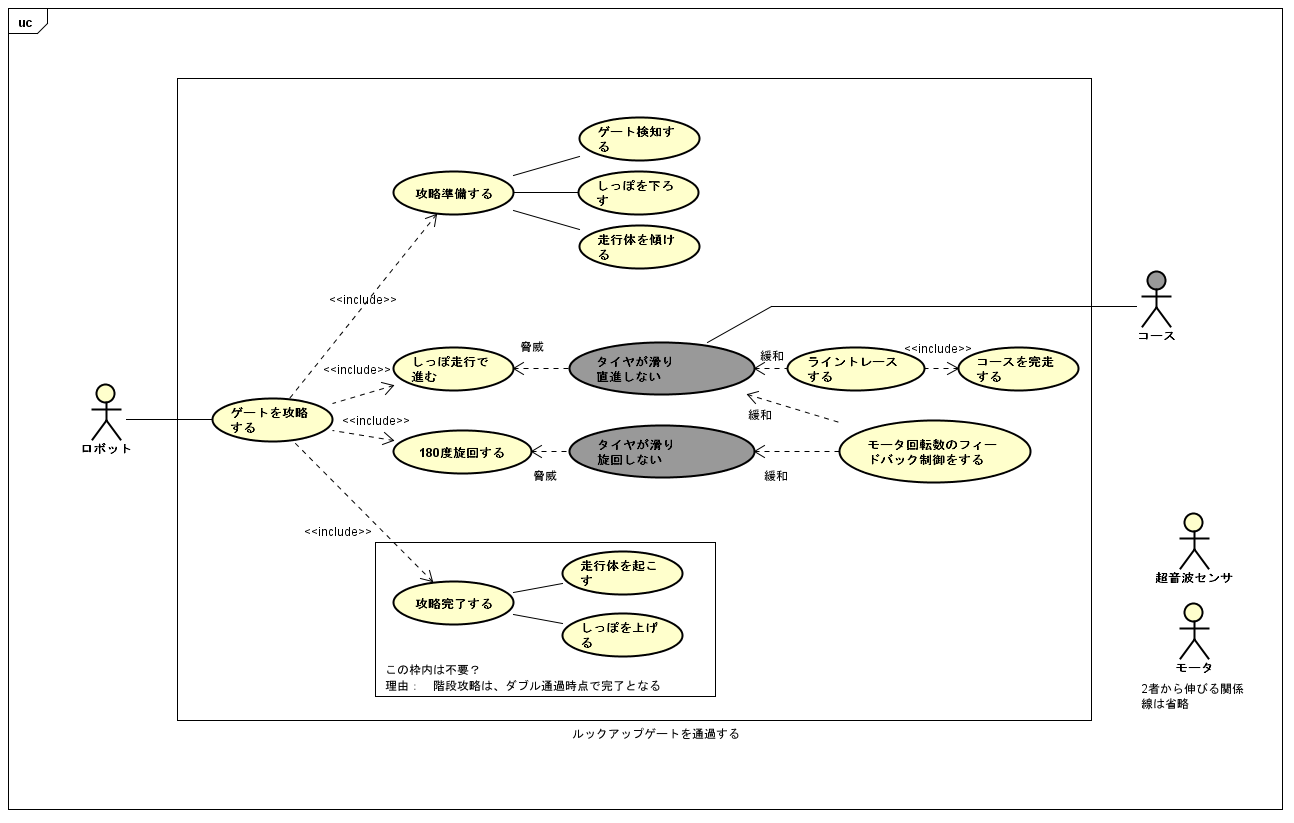 uc
ゲート検知す
る
攻略準備する
しっぽを下ろ
す
走行体を傾け
る
<<include>>
コース
しっぽ走行で
進む
<<include>>
脅威
タイヤが滑り
直進しない
緩和
ライントレース
する
<<include>>
コースを完走
する
ロボット
ゲートを攻略
する
<<include>>
緩和
180度旋回する
脅威
タイヤが滑り
旋回しない
緩和
モータ回転数のフィー
ドバック制御をする
<<include>>
走行体を起こ
す
攻略完了する
しっぽを上げ
る
この枠内は不要？
理由： 階段攻略は、ダブル通過時点で完了となる
超音波センサ
モータ
2者から伸びる関係
線は省略
ルックアップゲートを通過する